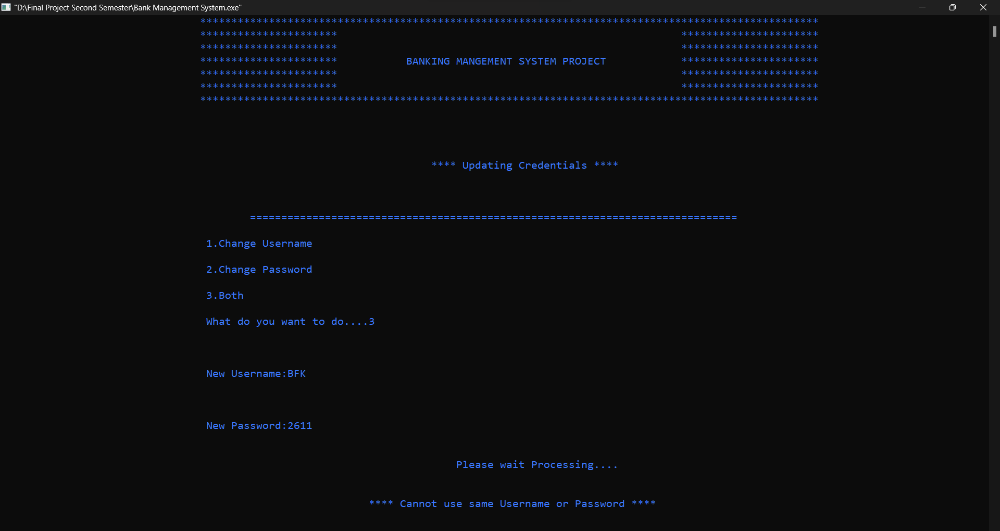 "D:\Final Project Second Semester\Bank Management System.exe"
***************************************************************************************************
********************** **********************
********************** **********************
********************** BANKING MANGEMENT SYSTEM PROJECT **********************
********************** **********************
********************** **********************
***************************************************************************************************
**** Updating Credentials ****
==============================================================================
1.Change Username
2.Change Password
3.Both
What do you want to do....3
New Username:BFK
New Password:2611
Please wait Processing....
**** Cannot use same Username or Password ****